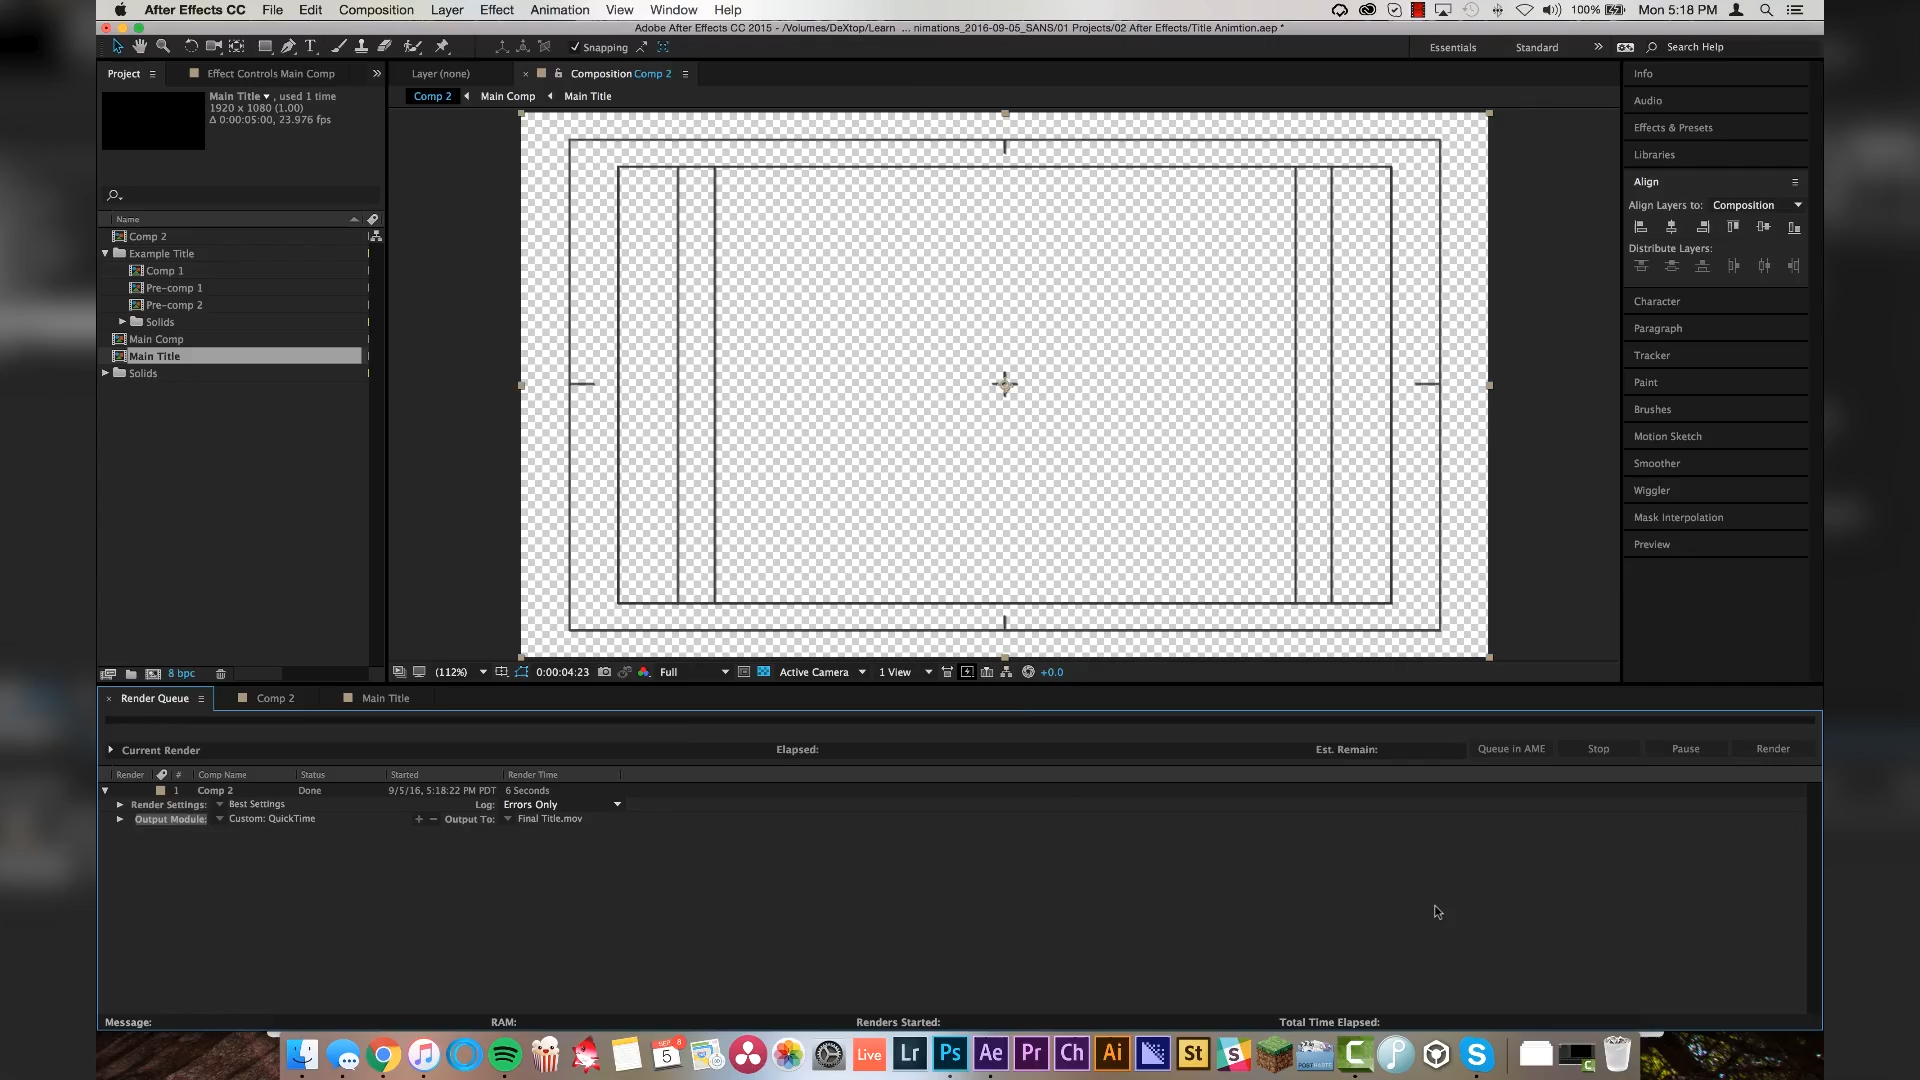 After Effects CC File Edit Composition Layer Effect Animation View Window Help 100% Mon 5:18 PM
Adobe After Effects CC 2015 - /Volumes/DeXtop/Learn ... nimations_2016-09-05_SANS/01 Projects/02 After Effects/Title Animtion.aep *
Snapping Essentials Standard Search Help
Project Effect Controls Main Comp Layer (none) Composition Comp 2 Info
Comp 2 Main Comp Main Title
Main Title , used 1 time
1920 x 1080 (1.00)
Δ 0:00:05:00, 23.976 fps
Audio
Effects & Presets
Libraries
Align
Align Layers to: Composition
Distribute Layers:
Character
Paragraph
Tracker
Paint
Brushes
Motion Sketch
Smoother
Wiggler
Mask Interpolation
Preview
Name
Comp 2
Example Title
Comp 1
Pre-comp 1
Pre-comp 2
Solids
Main Comp
Main Title
Solids
8 bpc (112%) 0:00:04:23 Full Active Camera 1 View +0.0
Render Queue Comp 2 Main Title
Current Render Elapsed: Est. Remain: Queue in AME Stop Pause Render
Render # Comp Name Status Started Render Time
1 Comp 2 Done 9/5/16, 5:18:22 PM PDT 6 Seconds
Render Settings: Best Settings Log: Errors Only
Output Module: Custom: QuickTime + − Output To: Final Title.mov
Message: RAM: Renders Started: Total Time Elapsed:
SEP 8 5 Live Lr Ps Ae Pr Ch Ai St